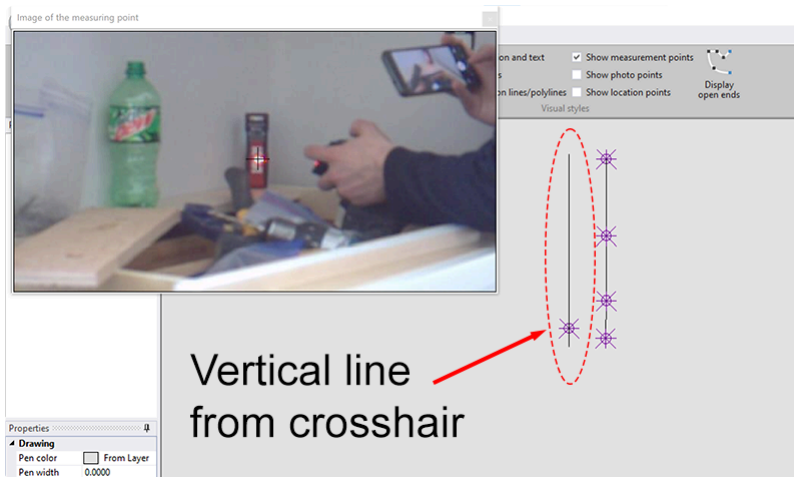 Image of the measuring point
on and text
Show measurement points
s
Show photo points
on lines/polylines
Show location points
Visual styles
Display
open ends
Vertical line
from crosshair
Properties
Drawing
Pen color
From Layer
Pen width
0.0000